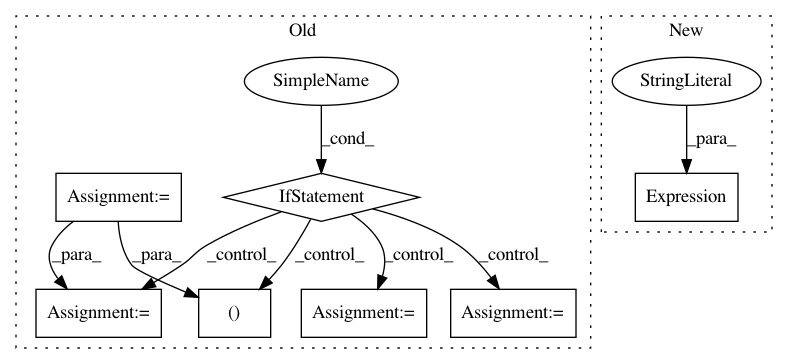 Old
New
SimpleName
StringLiteral
_cond_
_para_
Assignment:=
IfStatement
Expression
_para_
_para_
_control_
_control_
_control_
_control_
Assignment:=
()
Assignment:=
Assignment:=